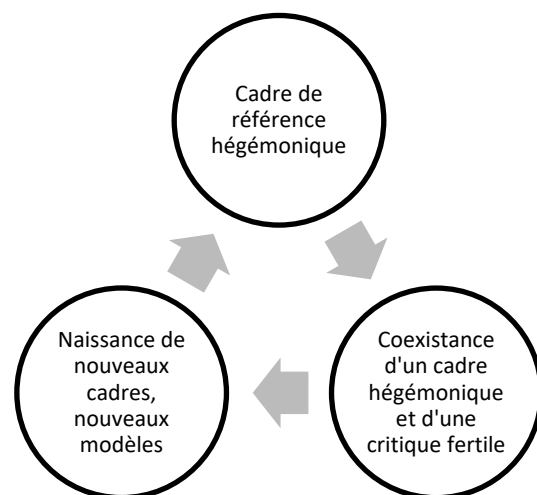 Cadre de
référence
hégémonique
Naissance de
nouveaux
cadres,
nouveaux
modèles
Coexistance
d'un cadre
hégémonique
et d'une
critique fertile